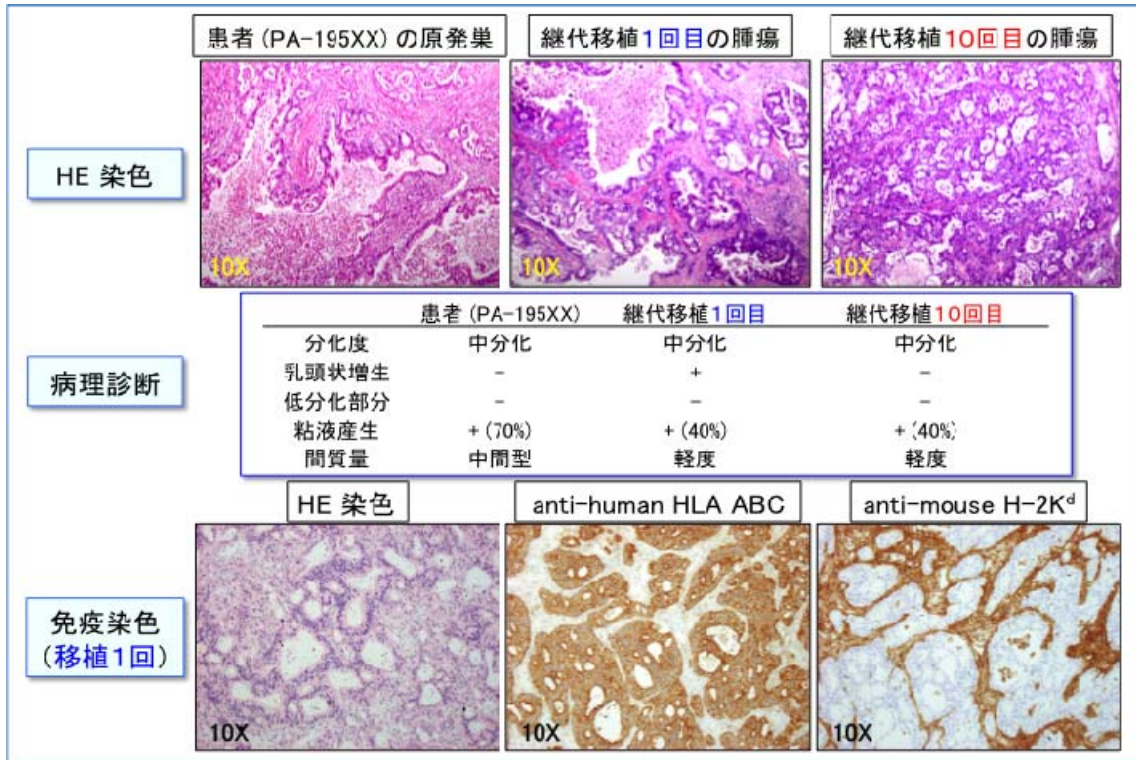 患者 (PA-195XX) の原発巣
継代移植1回目の腫瘍
継代移植10回目の腫瘍
HE 染色
10X
10X
10X
病理診断
患者 (PA-195XX) 継代移植1回目 継代移植10回目
分化度 中分化 中分化 中分化
乳頭状増生 - + -
低分化部分 - - -
粘液産生 + (70%) + (40%) + (40%)
間質量 中間型 軽度 軽度
HE 染色
anti-human HLA ABC
anti-mouse H-2Kᵈ
免疫染色
(移植1回)
10X
10X
10X